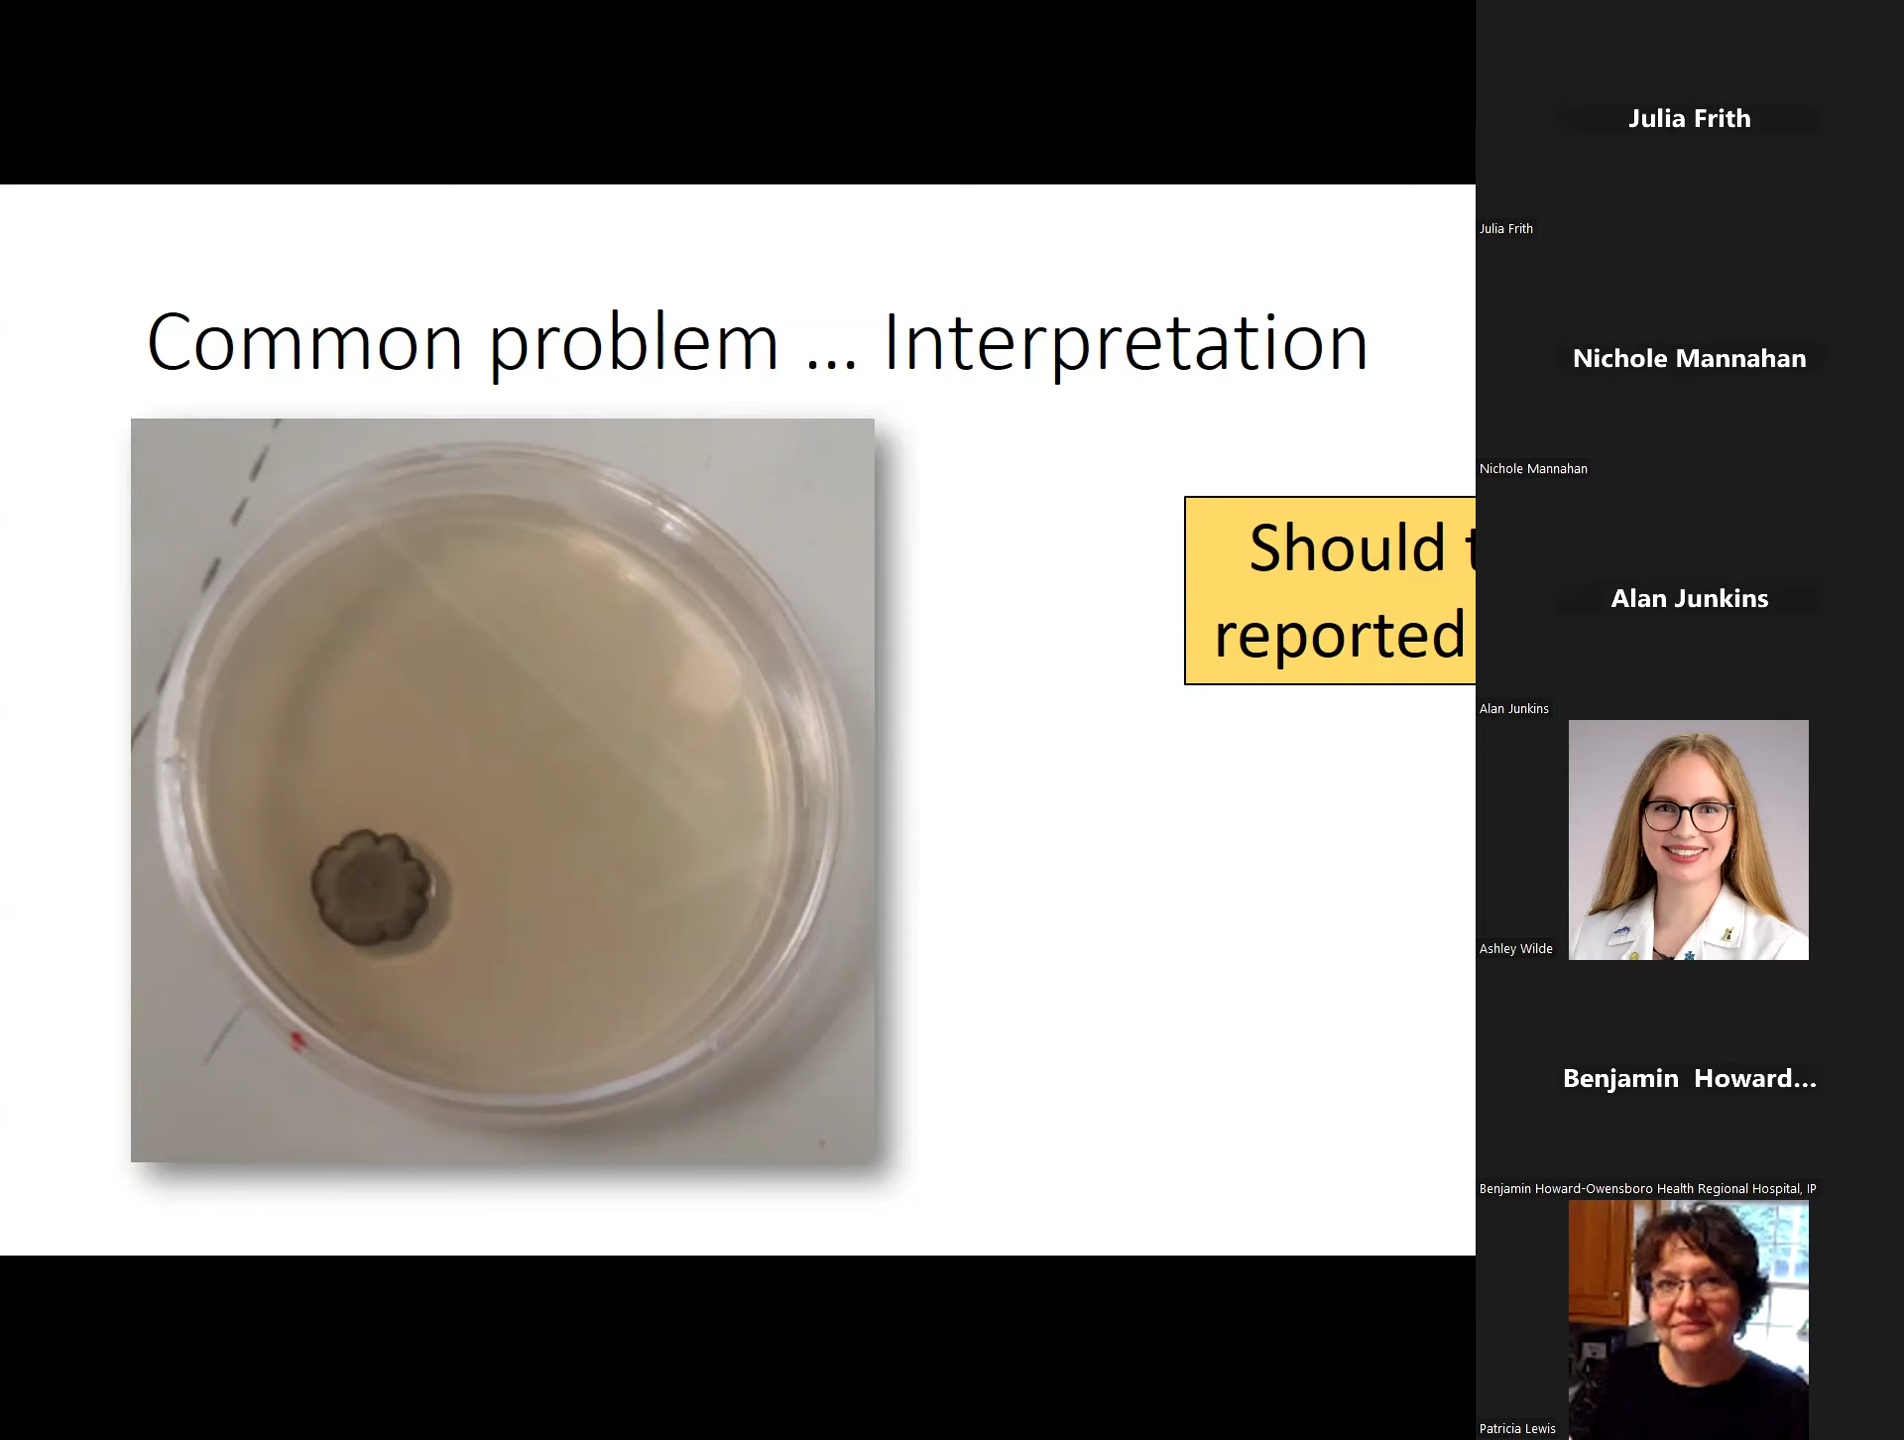 Common problem ... Interpretation
Should
reported
Julia Frith
Julia Frith
Nichole Mannahan
Nichole Mannahan
Alan Junkins
Alan Junkins
Ashley Wilde
Benjamin Howard...
Benjamin Howard-Owensboro Health Regional Hospital, IP
Patricia Lewis